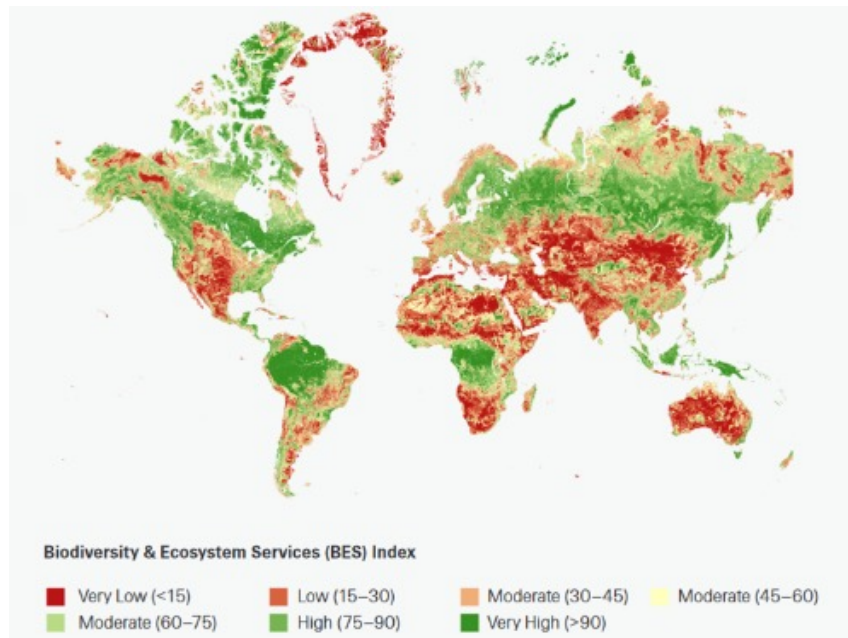 Biodiversity & Ecosystem Services (BES) Index
Very Low (<15) Low (15–30) Moderate (30–45) Moderate (45–60)
Moderate (60–75) High (75–90) Very High (>90)